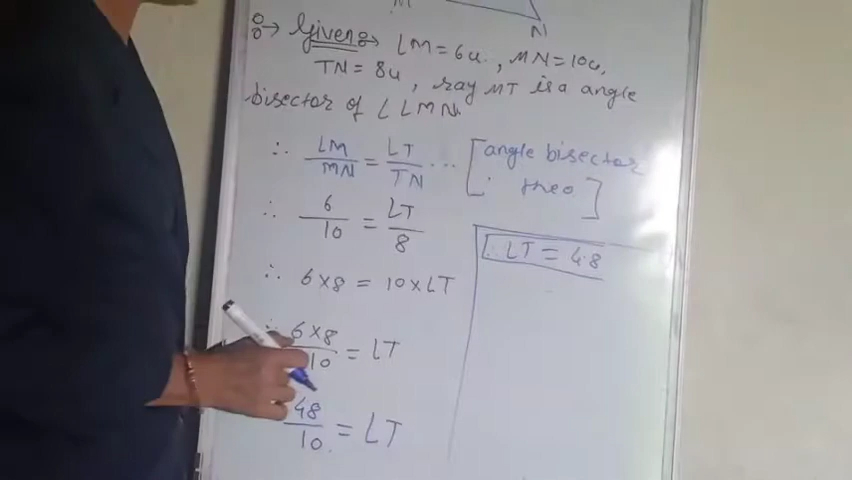 M
N
Given:→ LM = 6u, MN = 10u,
TN = 8u, ray MT is a angle
bisector of ∠LMN.
∴ LM/MN = LT/TN ... [angle bisector
theo]
∴ 6/10 = LT/8
∴ 6×8 = 10×LT
∴ 6×8/10 = LT
48/10 = LT
∴ LT = 4.8